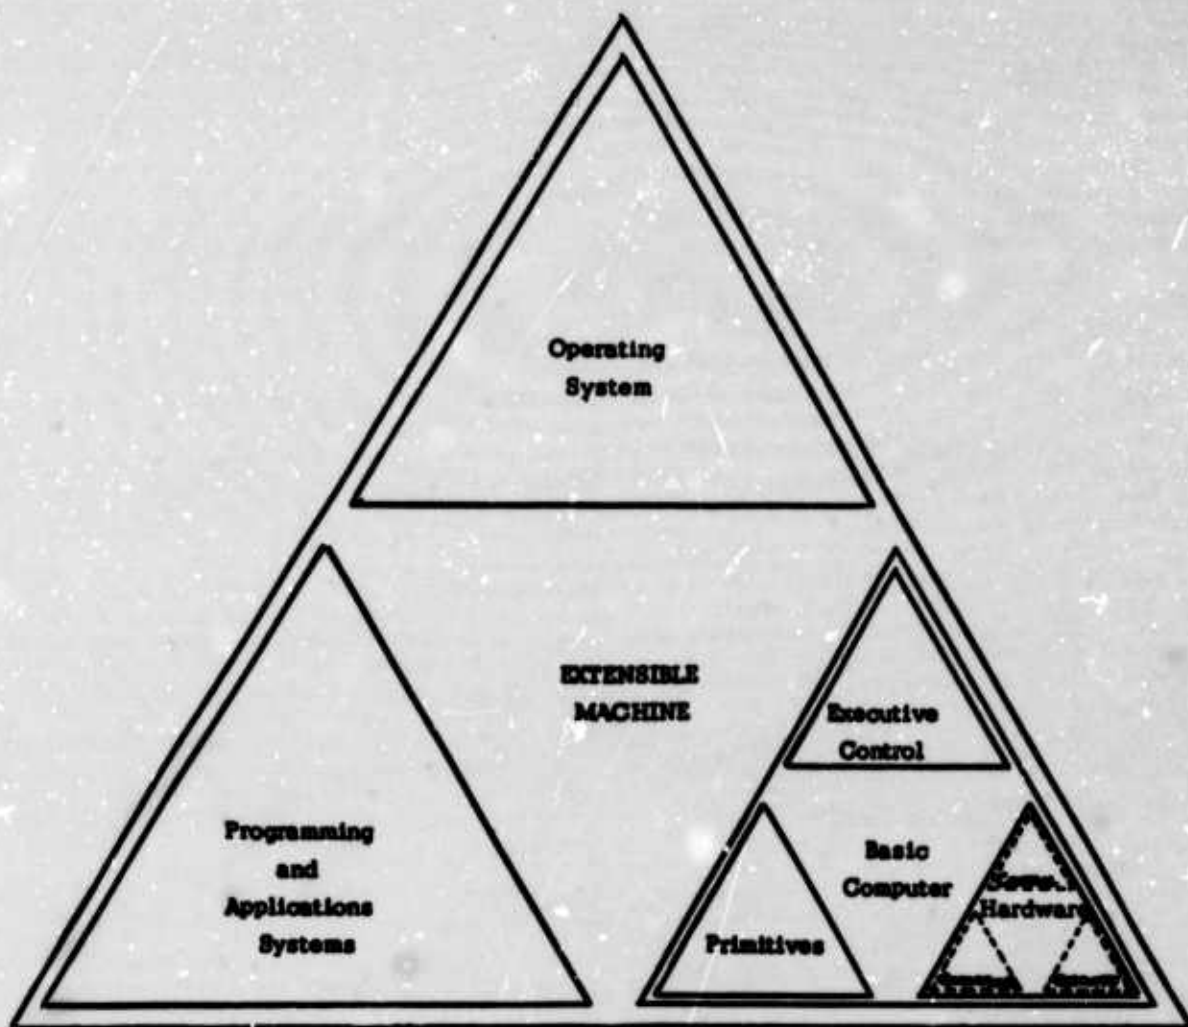 Operating
System
EXTENSIBLE
MACHINE
Executive
Control
Programming
and
Applications
Systems
Basic
Computer
Hardware
Primitives